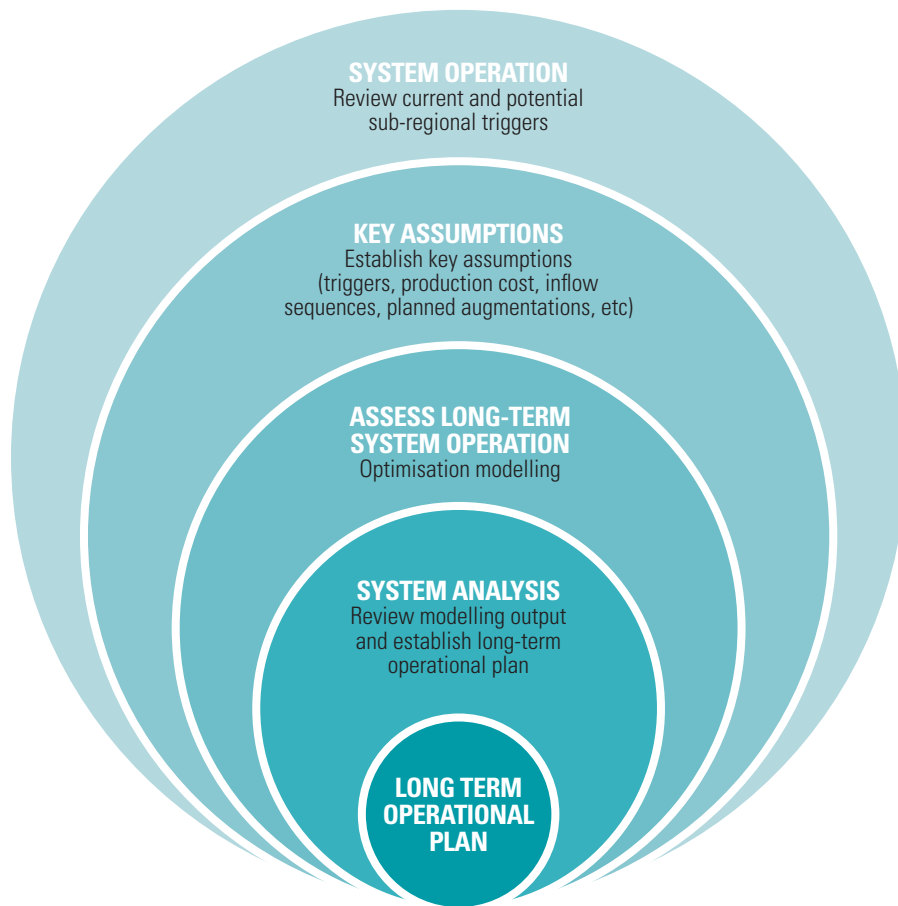 SYSTEM OPERATION
Review current and potential
sub-regional triggers
KEY ASSUMPTIONS
Establish key assumptions
(triggers, production cost, inflow
sequences, planned augmentations, etc)
ASSESS LONG-TERM
SYSTEM OPERATION
Optimisation modelling
SYSTEM ANALYSIS
Review modelling output
and establish long-term
operational plan
LONG TERM
OPERATIONAL
PLAN